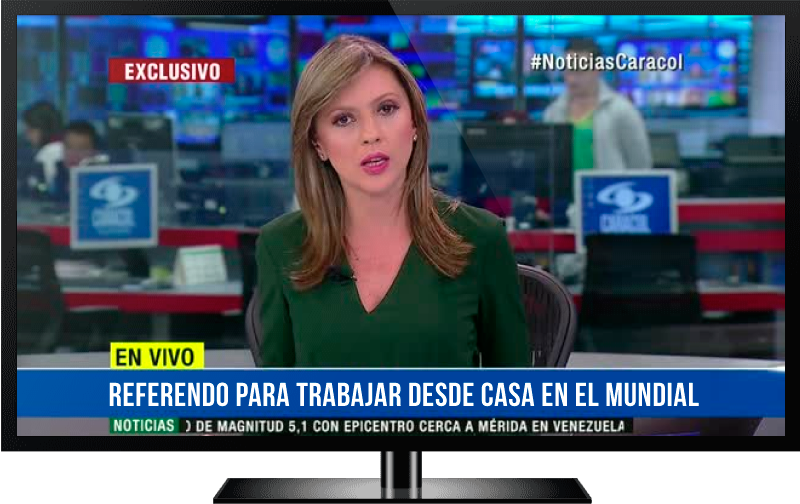 EXCLUSIVO
#NoticiasCaracol
CARACOL
CARACOL
EN VIVO
REFERENDO PARA TRABAJAR DESDE CASA EN EL MUNDIAL
NOTICIAS O DE MAGNITUD 5,1 CON EPICENTRO CERCA A MÉRIDA EN VENEZUELA